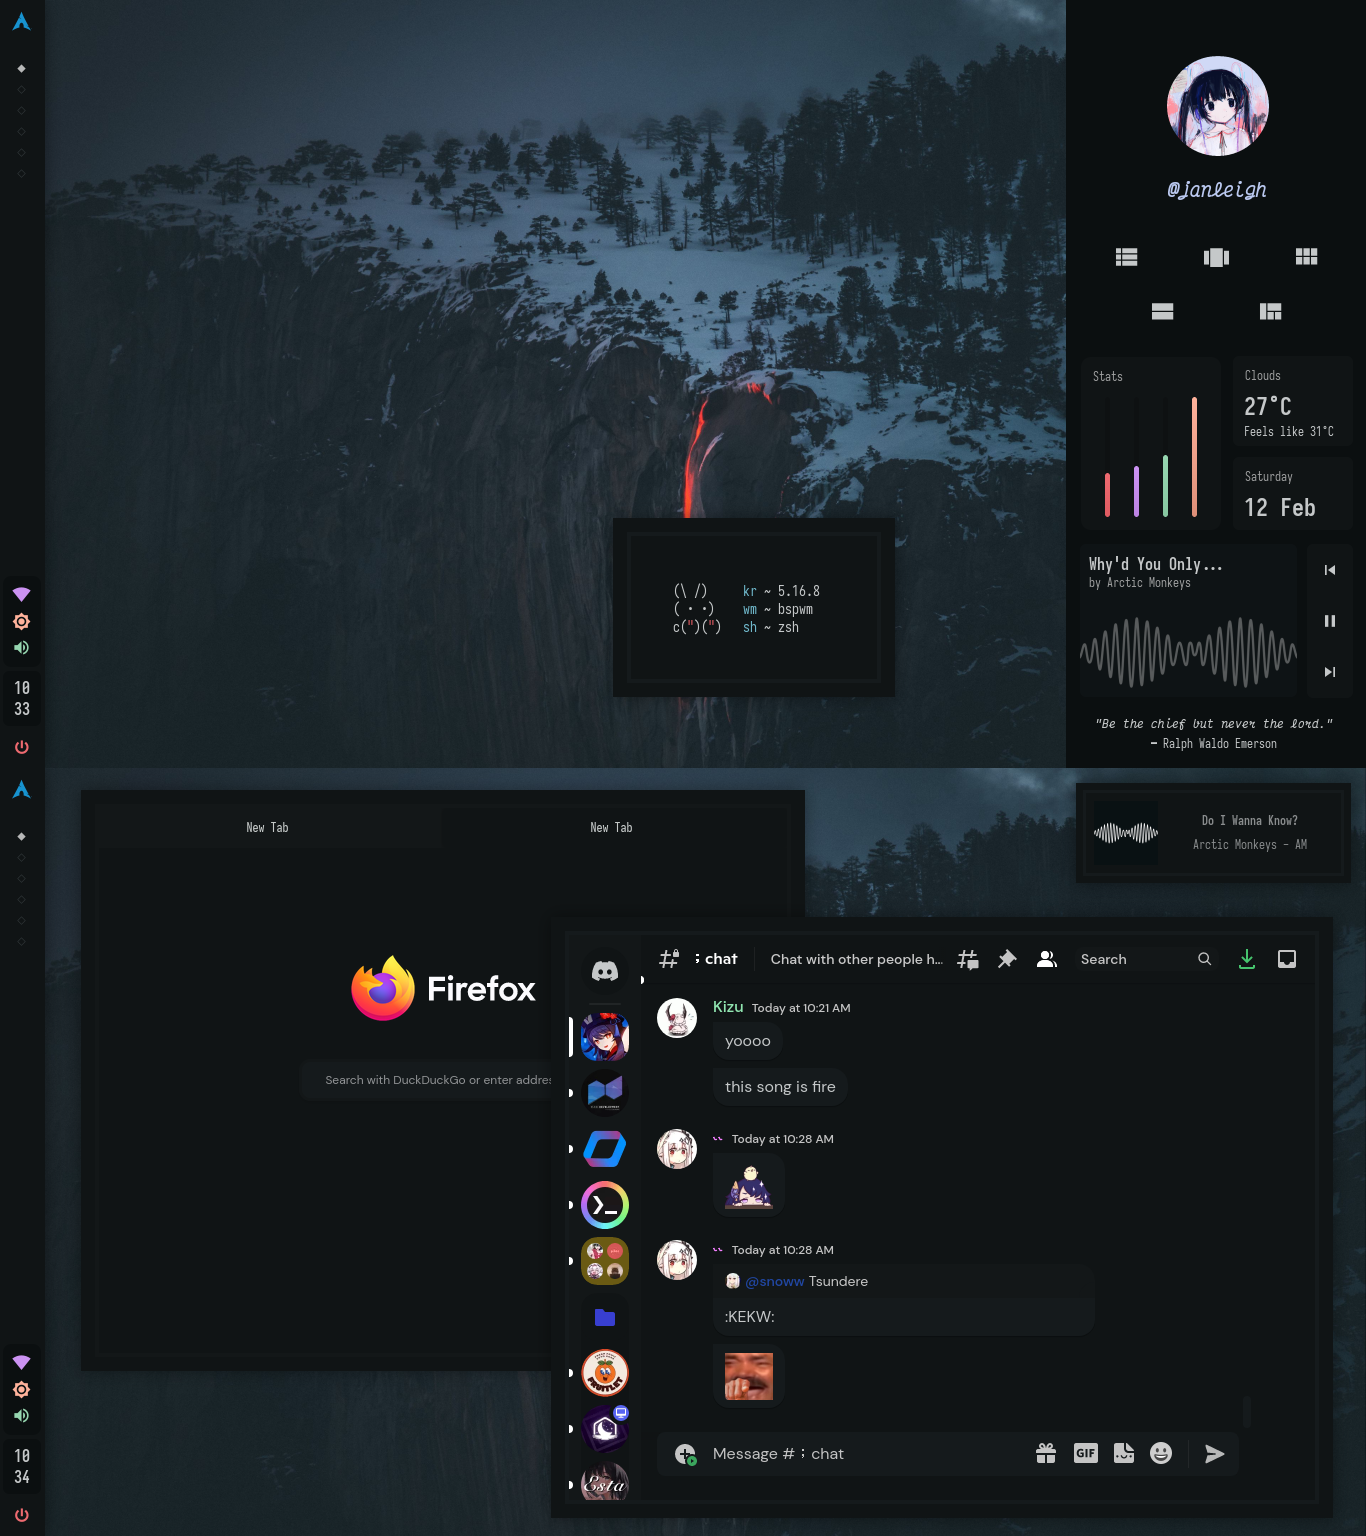 @janleigh
Stats
Clouds
27°C
Feels like 31°C
Saturday
12 Feb
Why'd You Only...
by Arctic Monkeys
"Be the chief but never the lord."
— Ralph Waldo Emerson
(\ /)   kr ~ 5.16.8
( · ·)   wm ~ bspwm
c(")(")   sh ~ zsh
10
33
New Tab
New Tab
Firefox
Search with DuckDuckGo or enter addres
Do I Wanna Know?
Arctic Monkeys - AM
; chat
Chat with other people h...
Search
Kizu Today at 10:21 AM
yoooo
this song is fire
Today at 10:28 AM
Today at 10:28 AM
@snoww Tsundere
:KEKW:
FRUITLET
Esta
Message # ; chat
GIF
10
34